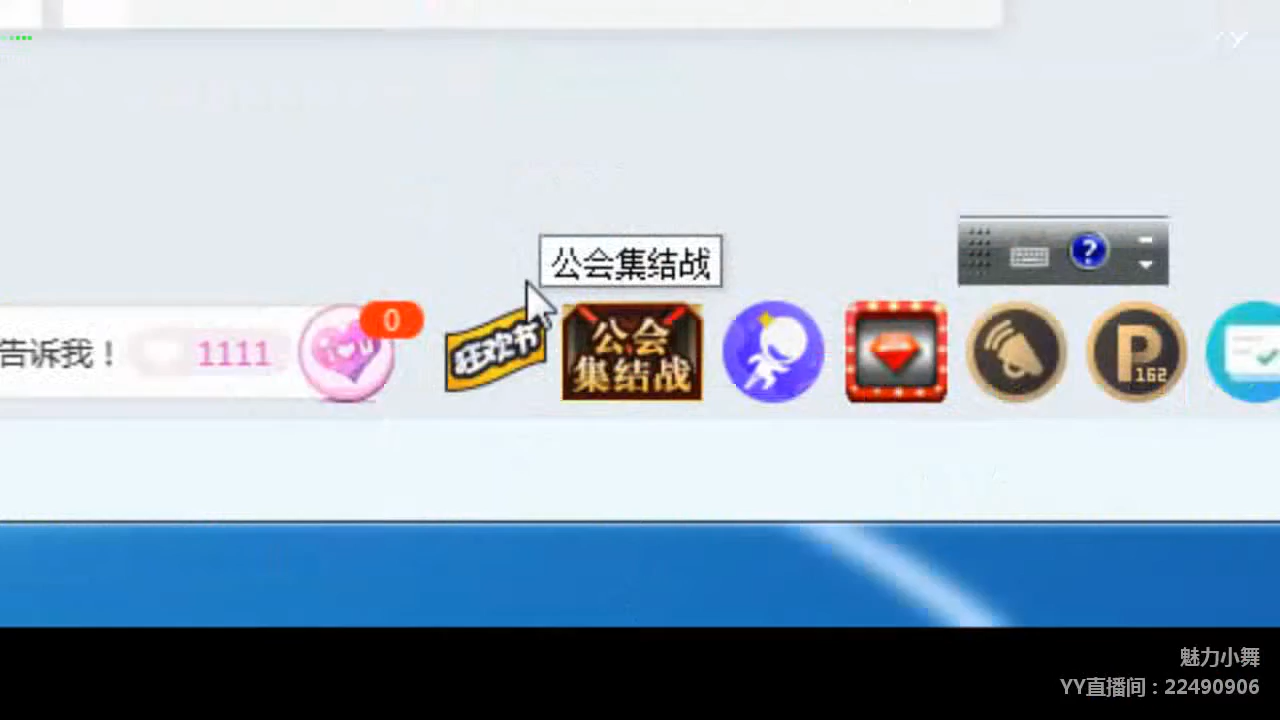 公会集结战
告诉我！
1111
0
狂欢节
公会
集结战
?
P
162
魅力小舞
YY直播间：22490906